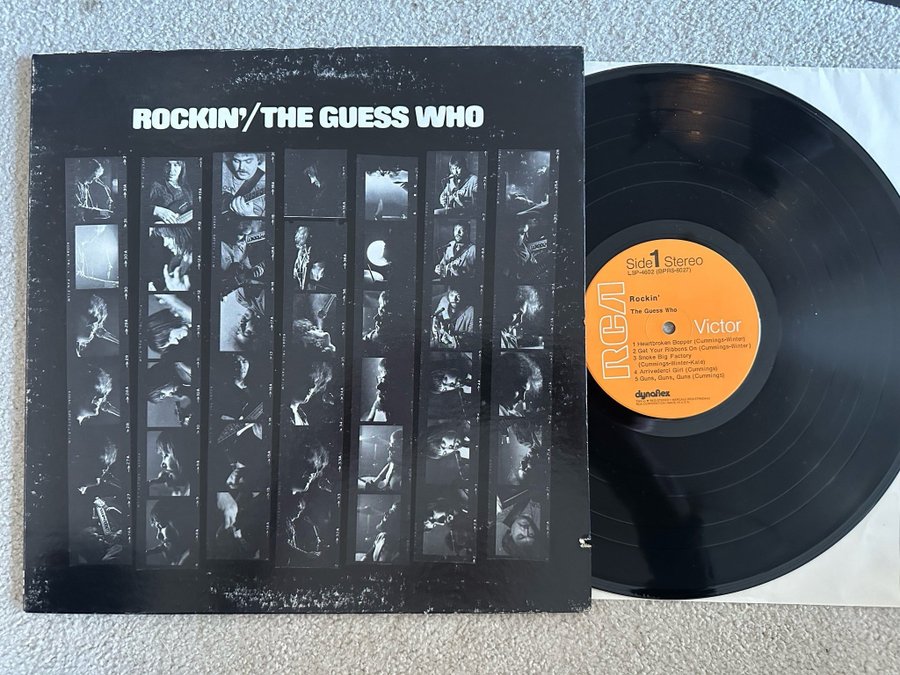 ROCKIN'/THE GUESS WHO
Side 1 Stereo
LSP-4602 (BPRS-8027)
RCA
Rockin'
The Guess Who
Victor
1 Heartbroken Bopper (Cummings-Winter)
2 Get Your Ribbons On (Cummings-Winter)
3 Smoke Big Factory
(Cummings-Winter-Kale)
4 Arrivederci Girl (Cummings)
5 Guns, Guns, Guns (Cummings)
dynaflex